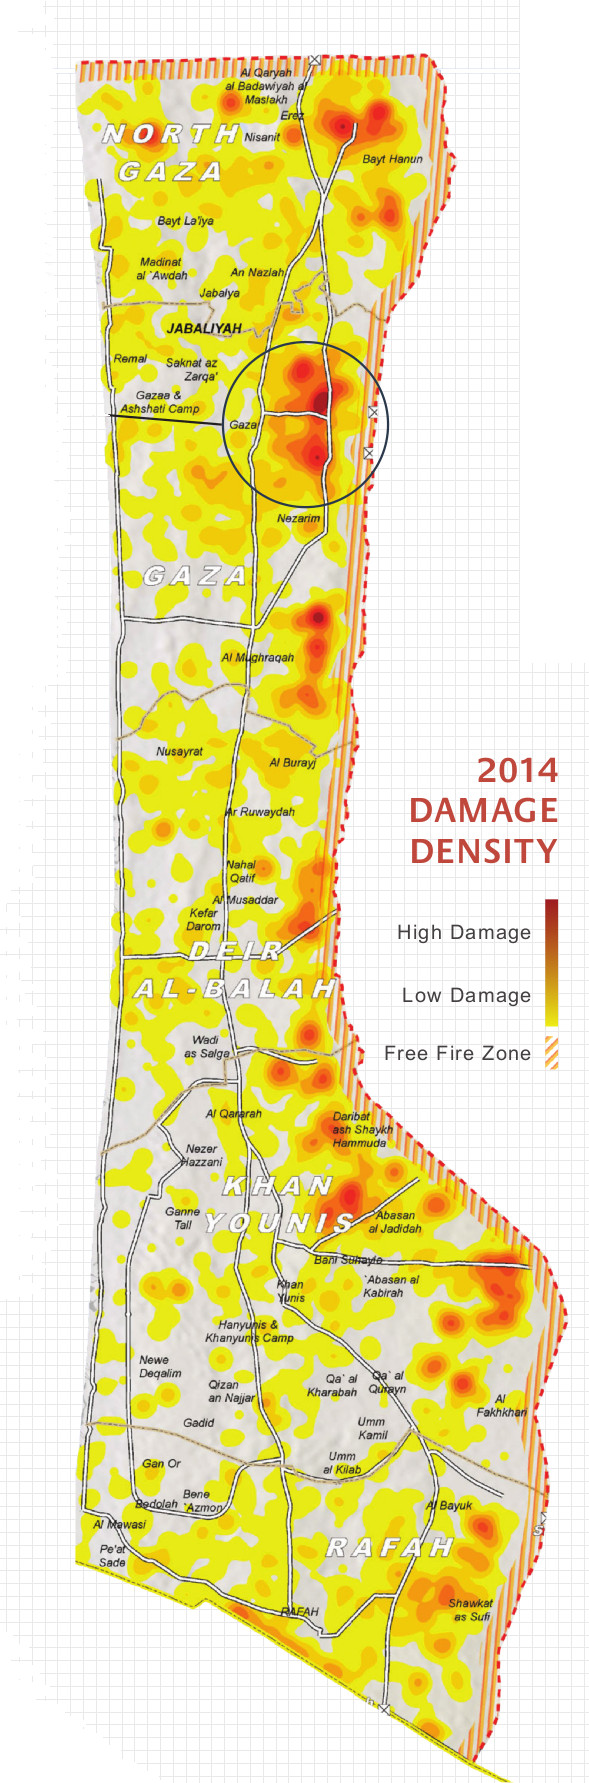 Al Qaryah
al Badawiyah al
Maslakh
Erez
NORTH
GAZA
Nisanit
Bayt Hanun
Bayt La'iya
Madinat
al `Awdah
An Nazlah
Jabalya
JABALIYAH
Remal
Saknat az
Zarqa'
Gazaa &
Ashshati Camp
Gaza
Nezarim
GAZA
Al Mughraqah
Nusayrat
Al Burayj
2014
DAMAGE
DENSITY
High Damage
Low Damage
Free Fire Zone
Ar Ruwaydah
Nahal
Qatif
Al Musaddar
Kefar
Darom
DEIR
AL-BALAH
Wadi
as Salga
Al Qararah
Daribat
ash Shaykh
Hammuda
Nezer
Hazzani
KHAN
YOUNIS
Ganne
Tall
Abasan
al Jadidah
Bani Suhayla
`Abasan al
Kabirah
Khan
Yunis
Hanyunis &
Khanyunis Camp
Newe
Deqalim
Qizan
an Najjar
Qa` al
Kharabah
Qa` al
Qurayn
Al
Fakhkhari
Gadid
Umm
Kamil
Umm
al Kilab
Gan Or
Bene
`Azmon
Bedolah
Al Bayuk
Al Mawasi
RAFAH
Pe'at
Sade
Shawkat
as Sufi
RAFAH